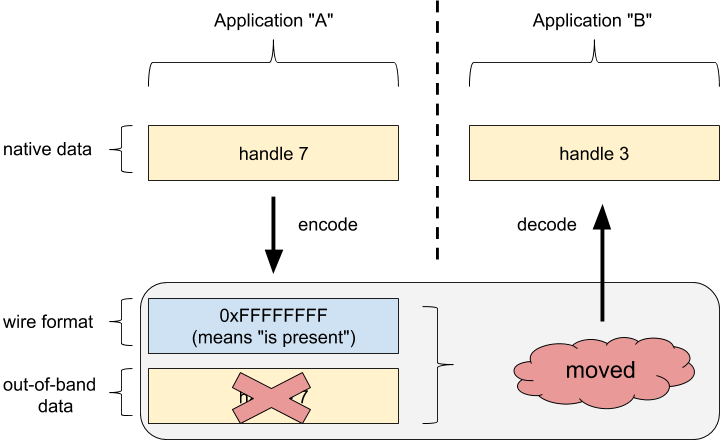 Application "A"
Application "B"
native data
handle 7
handle 3
encode
decode
wire format
0xFFFFFFFF
(means "is present")
out-of-band
data
moved